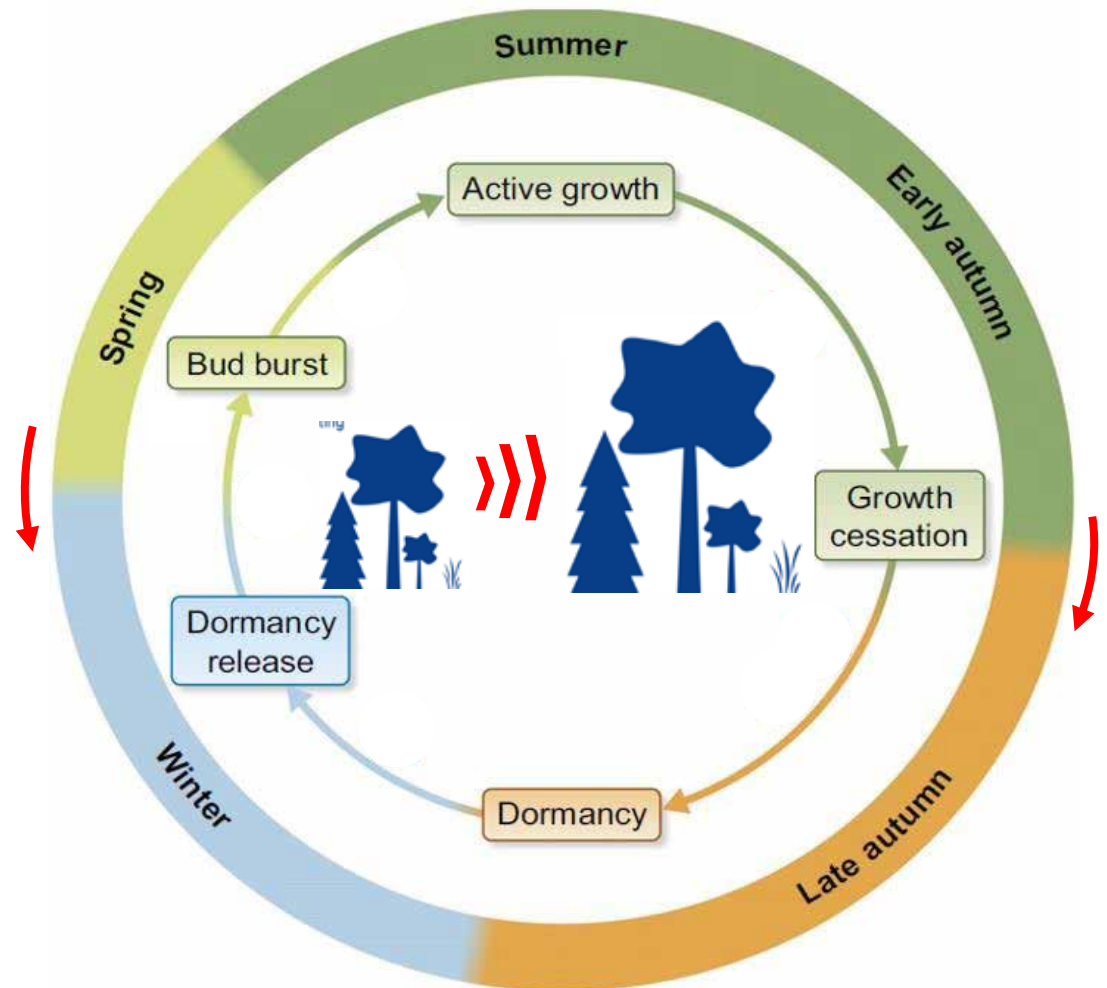 Summer
Early autumn
Late autumn
Winter
Spring
Active growth
Growth
cessation
Dormancy
Dormancy
release
Bud burst